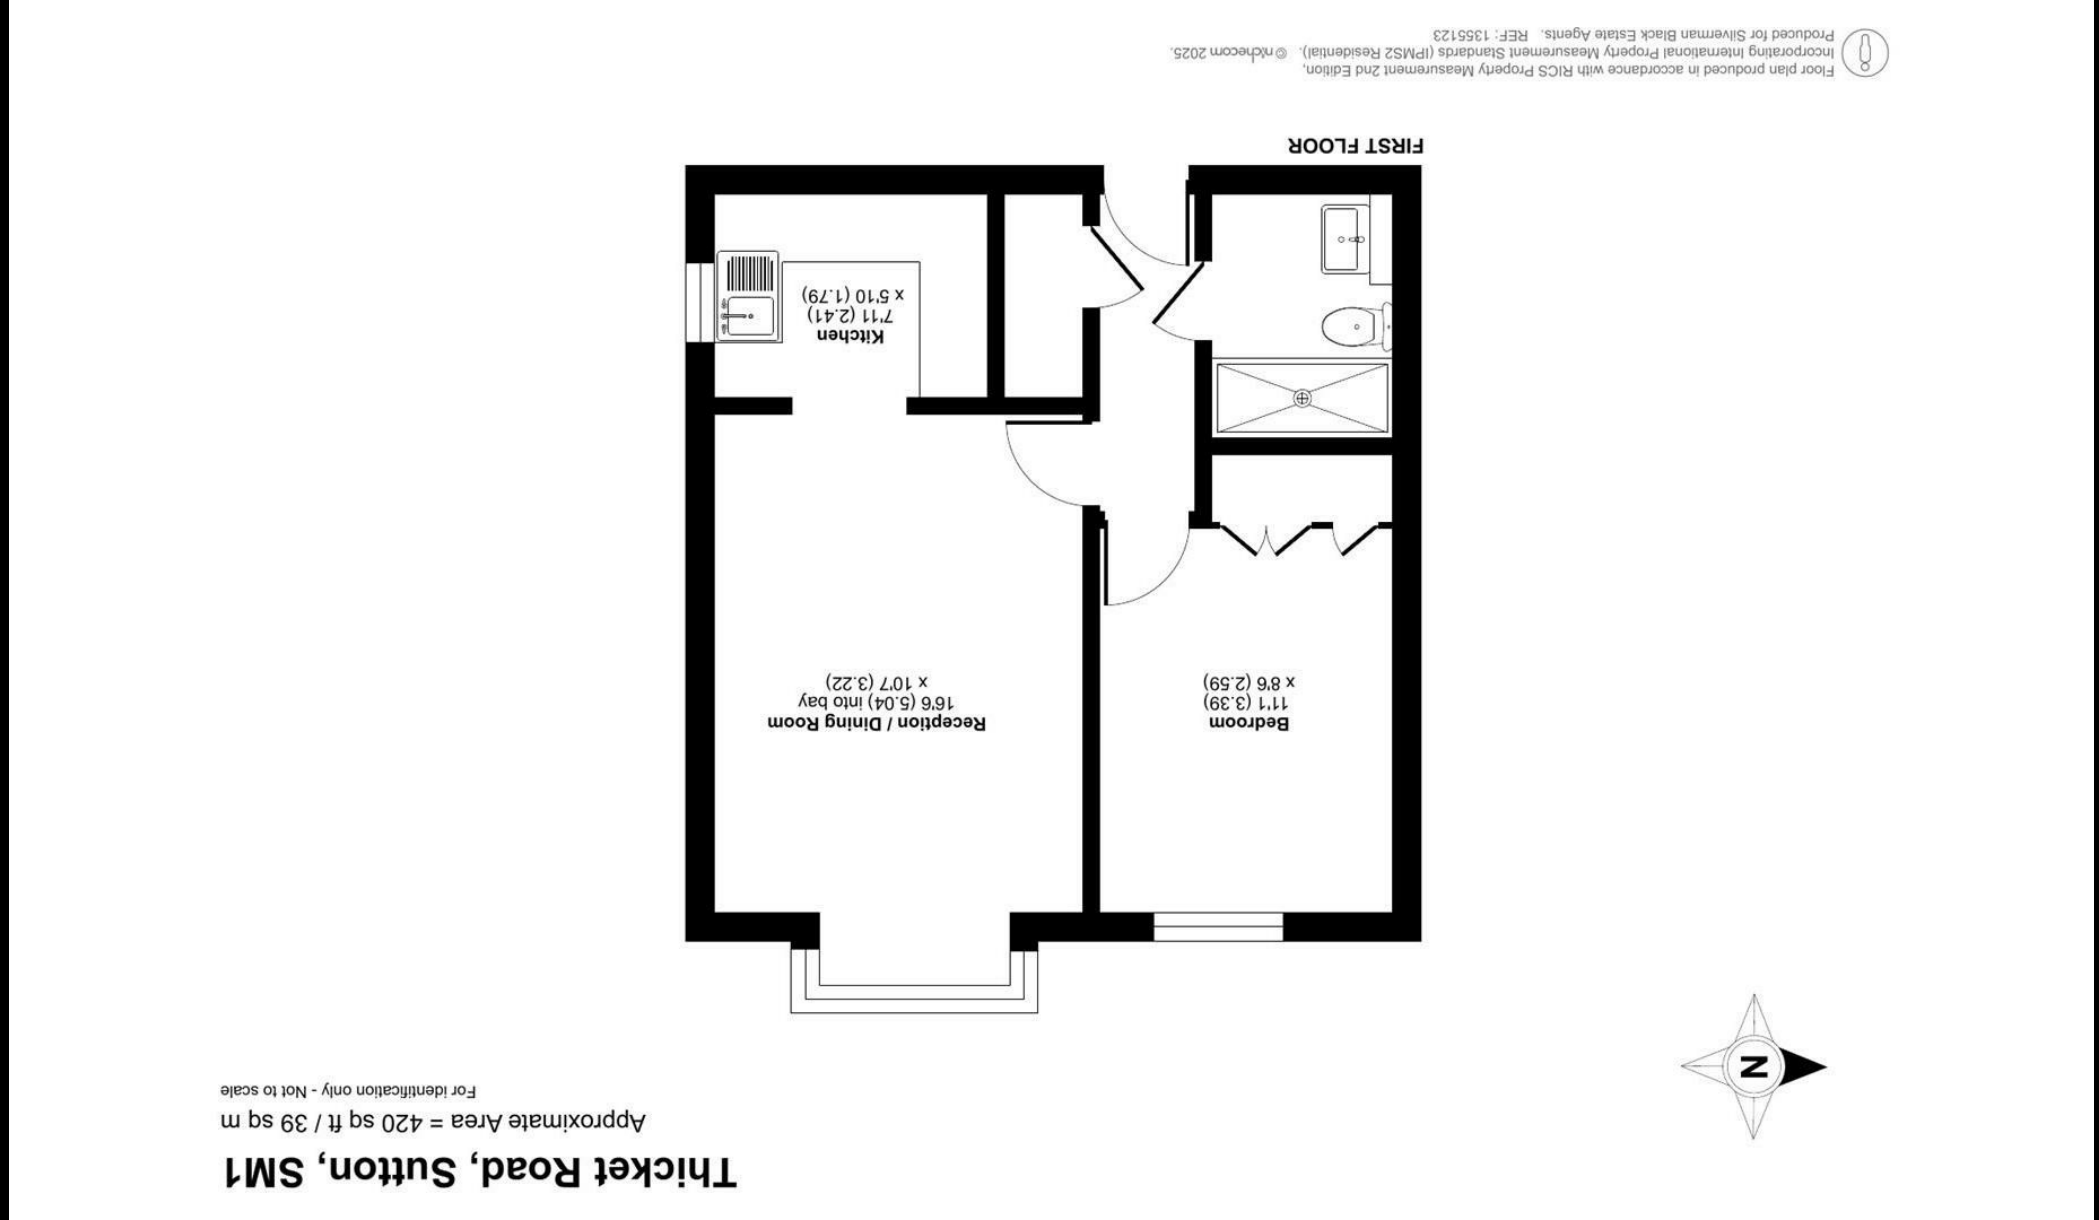 Thicket Road, Sutton, SM1
Approximate Area = 420 sq ft / 39 sq m
For identification only - Not to scale
N
Reception / Dining Room
16'6 (5.04) into bay
x 10'7 (3.22)
Bedroom
11'1 (3.39)
x 8'6 (2.59)
Kitchen
7'11 (2.41)
x 5'10 (1.79)
FIRST FLOOR
Floor plan produced in accordance with RICS Property Measurement 2nd Edition,
Incorporating International Property Measurement Standards (IPMS2 Residential). © nichecom 2025.
Produced for Silverman Black Estate Agents. REF: 1355123